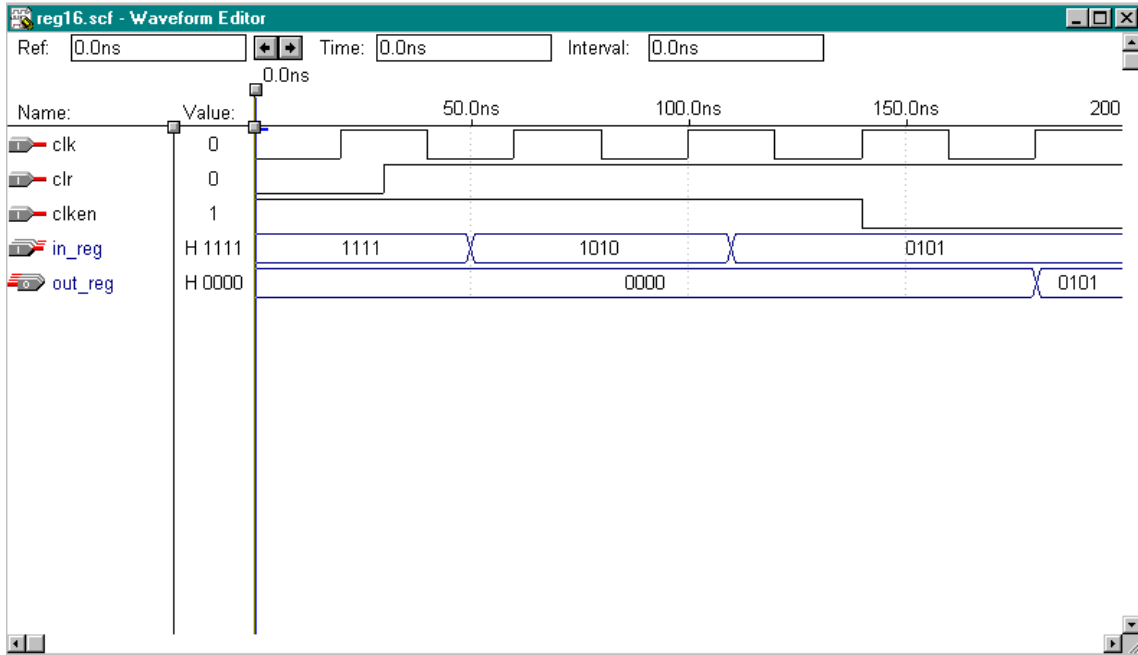 reg16.scf - Waveform Editor
Ref: 0.0ns Time: 0.0ns Interval: 0.0ns
0.0ns
Name: Value: 50.0ns 100.0ns 150.0ns 200
clk 0
clr 0
clken 1
in_reg H 1111 1111 1010 0101
out_reg H 0000 0000 0101